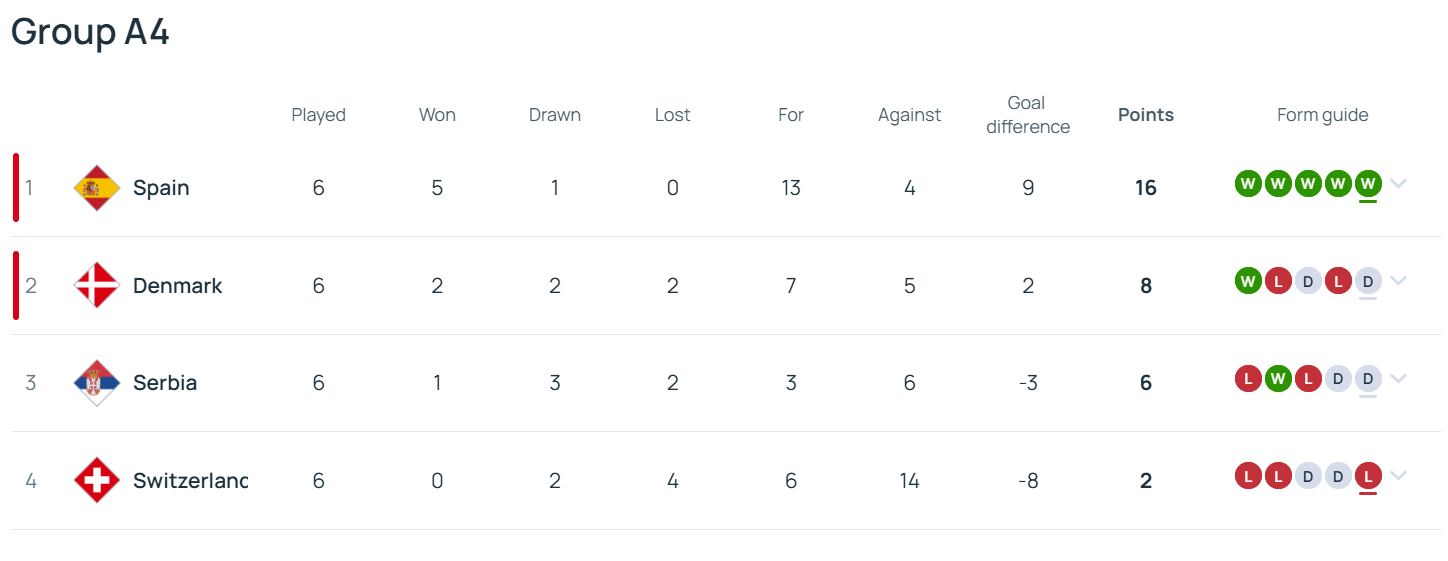 Group A4
Played Won Drawn Lost For Against Goal difference Points Form guide
1 Spain 6 5 1 0 13 4 9 16 W W W W W
2 Denmark 6 2 2 2 7 5 2 8 W L D L D
3 Serbia 6 1 3 2 3 6 -3 6 L W L D D
4 Switzerlanc 6 0 2 4 6 14 -8 2 L L D D L